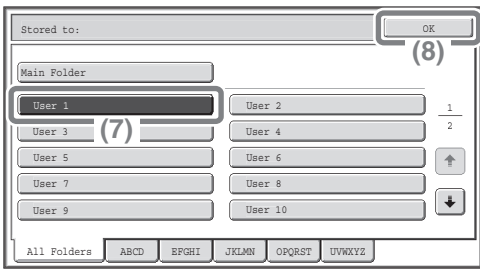 Stored to:
OK
(8)
Main Folder
User 1
User 2
1
(7)
User 3
User 4
2
User 5
User 6
User 7
User 8
User 9
User 10
All Folders
ABCD
EFGHI
JKLMN
OPQRST
UVWXYZ